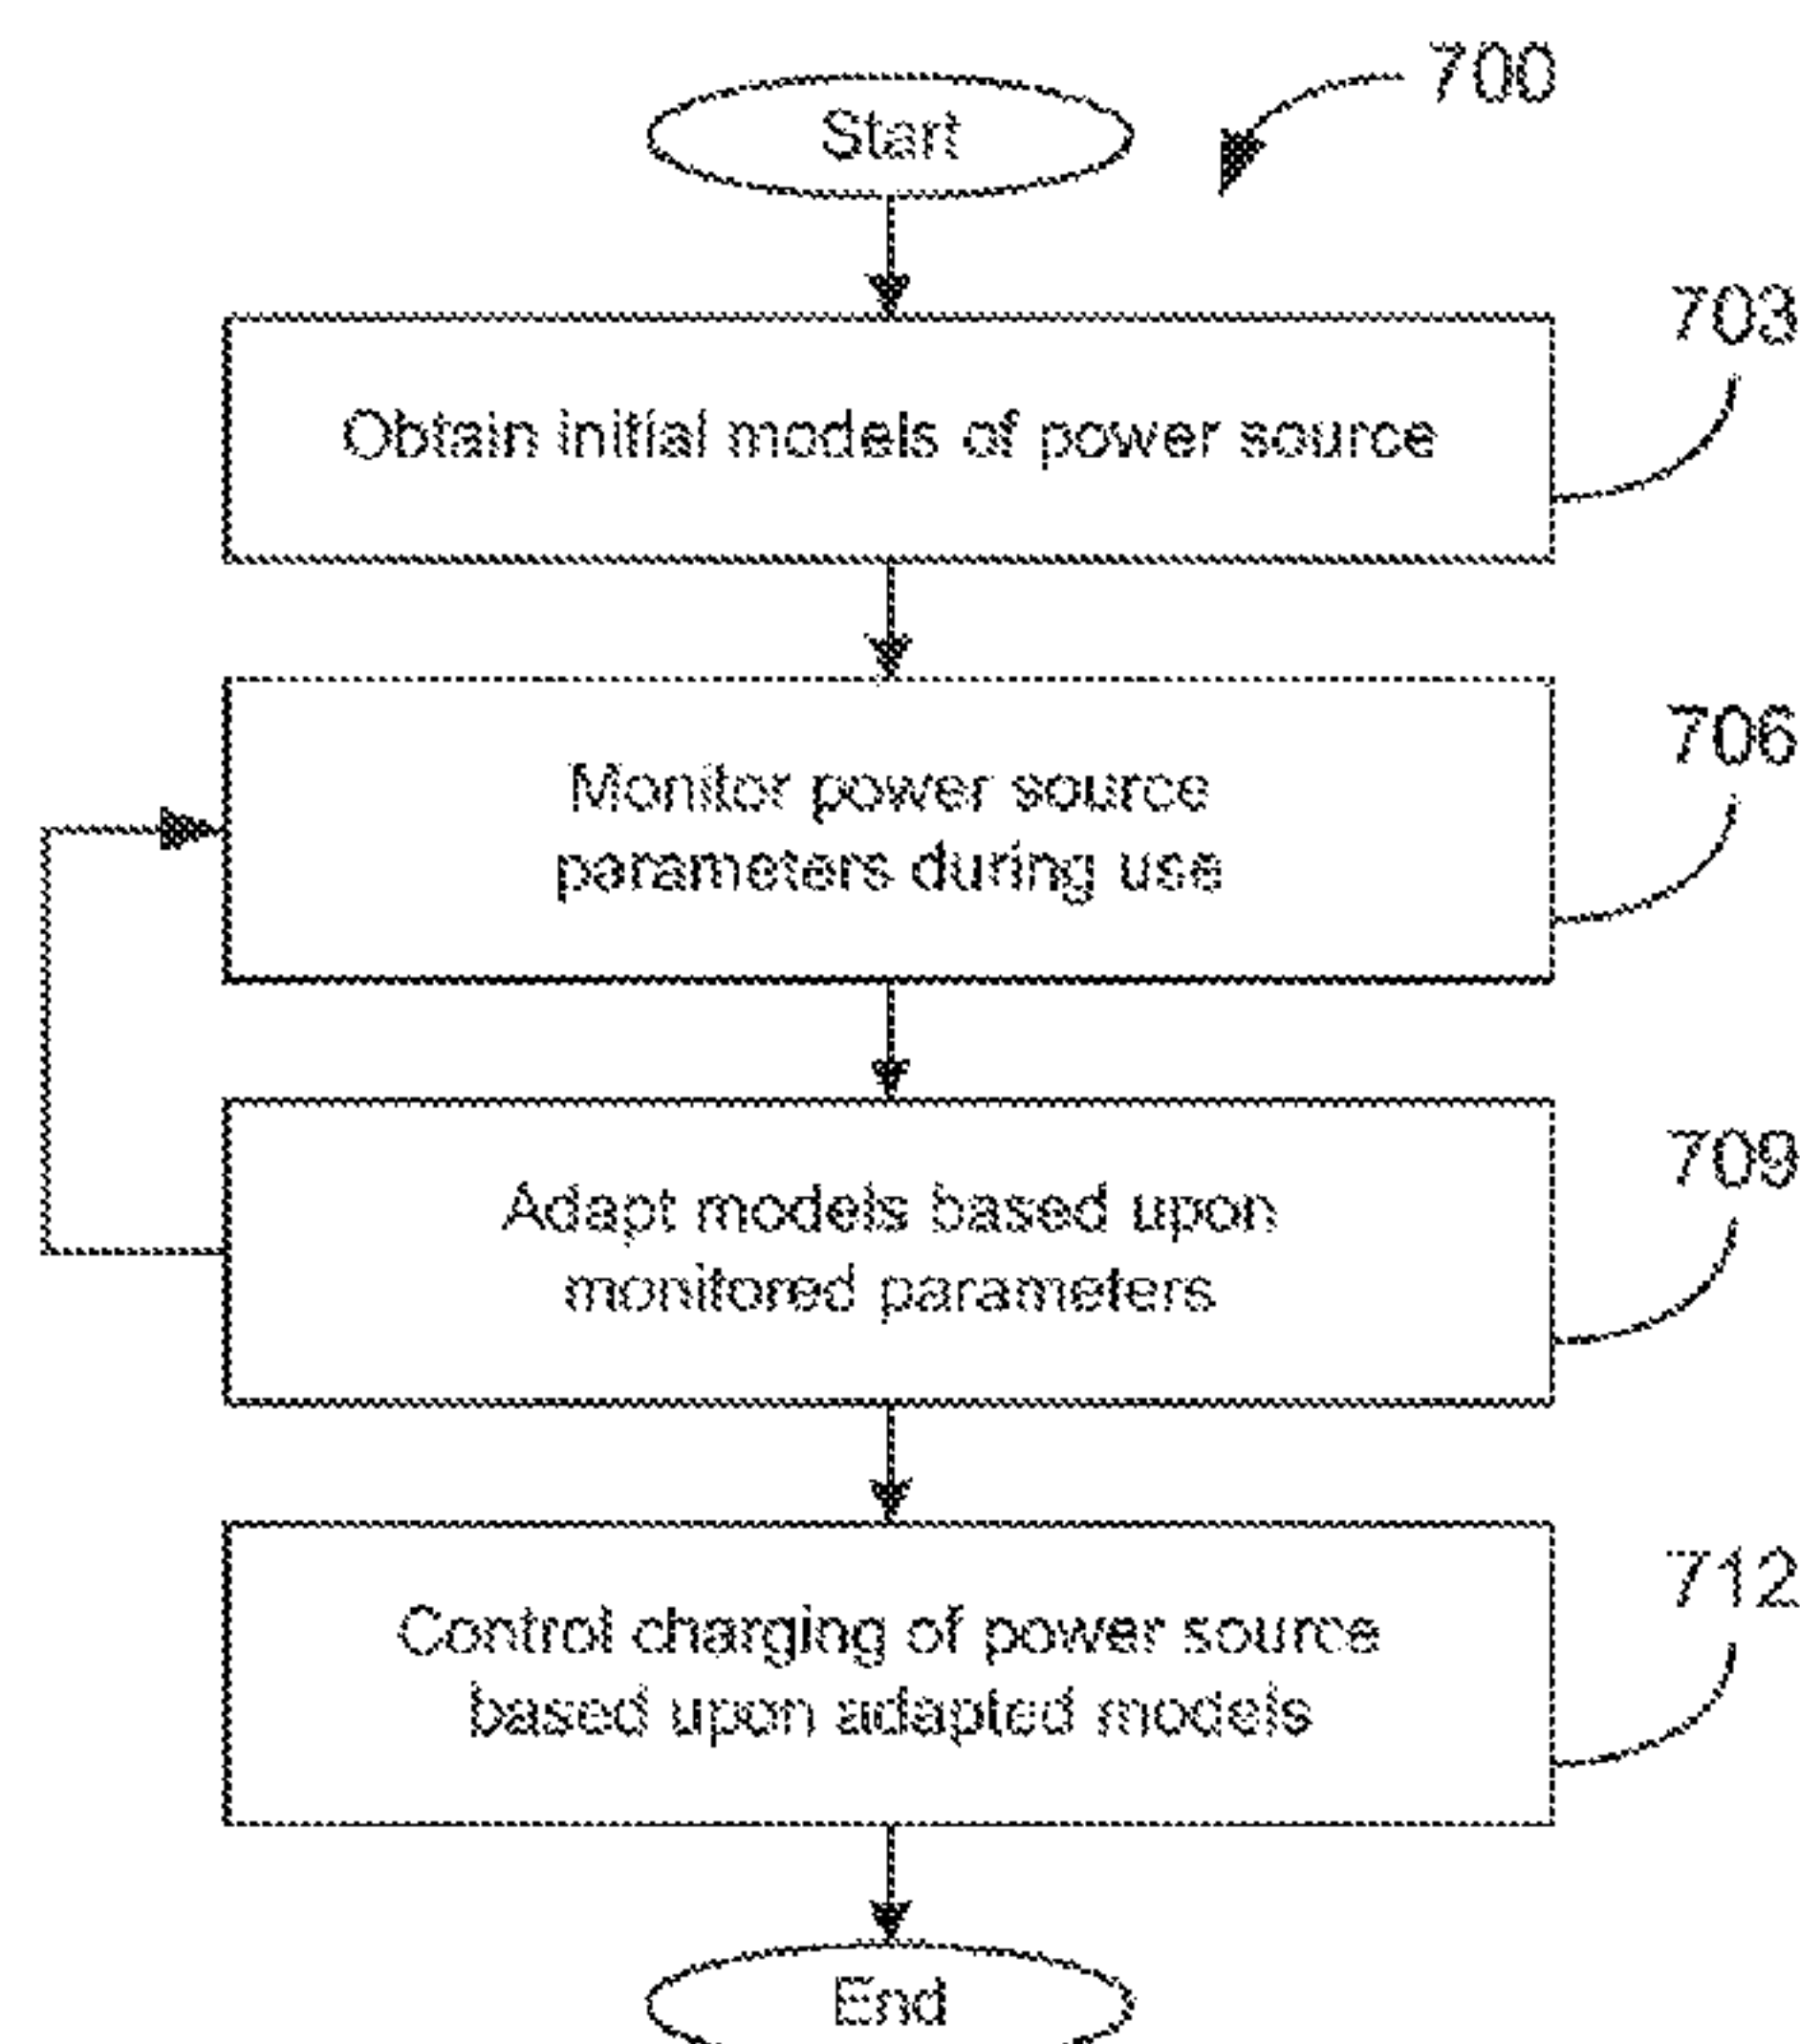 700
Start
703
Obtain initial models of power source
706
Monitor power source
parameters during use
709
Adapt models based upon
monitored parameters
712
Control charging of power source
based upon adapted models
End